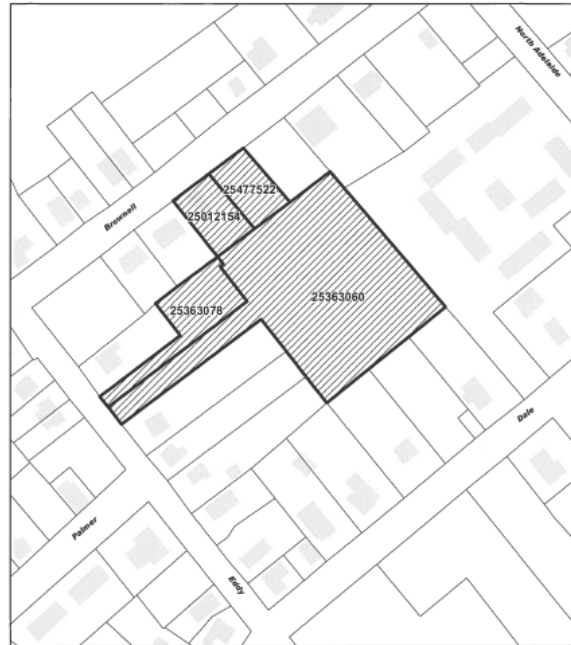 North Adelaide
25477522
25012154
Brownell
25363060
25363078
Dale
Palmer
Eddy